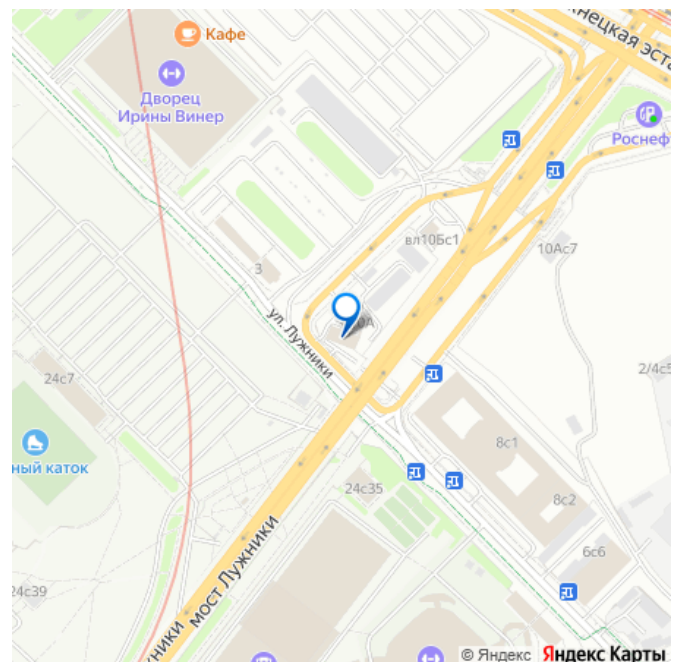 Кафе
нецкая эста
Дворец
Ирины Винер
Роснеф
вл10Бс1
10Ас7
3
0А
ул. Лужники
24с7
2/4с5
ный каток
8с1
24с35
8с2
6с6
24с39
мост Лужники
жники
© Яндекс Яндекс Карты